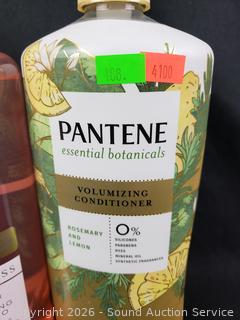 108.
4100
PANTENE
essential botanicals
VOLUMIZING
CONDITIONER
ROSEMARY
AND
LEMON
0%
SILICONES
PARABENS
DYES
MINERAL OIL
SYNTHETIC FRAGRANCES
Copyright 2026 - Sound Auction Service